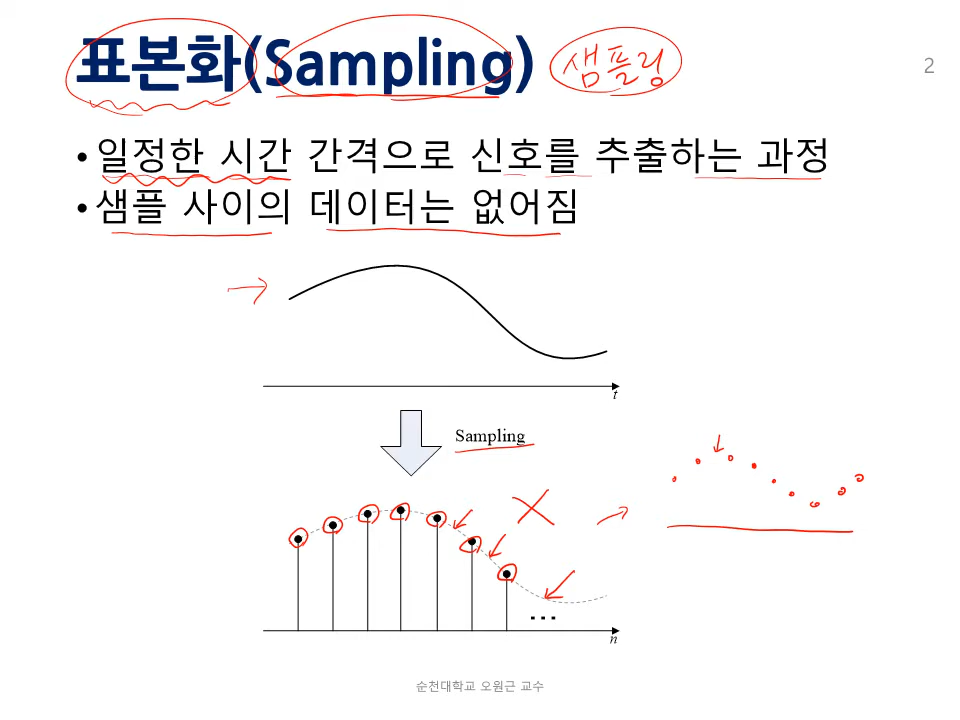 표본화(Sampling) 샘플링
2
• 일정한 시간 간격으로 신호를 추출하는 과정
• 샘플 사이의 데이터는 없어짐
t
Sampling
...
n
순천대학교 오원근 교수